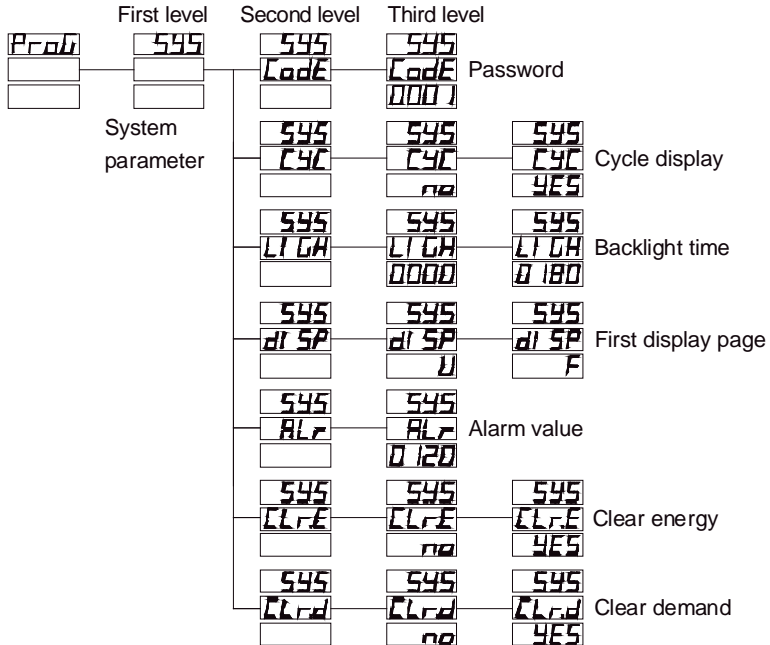 First level Second level Third level
ProG SYS SYS SYS
CodE CodE Password
0001
System
parameter
SYS SYS SYS
CYC CYC CYC Cycle display
no YES
SYS SYS SYS
LIGH LIGH LIGH Backlight time
0000 0180
SYS SYS SYS
dISP dISP dISP First display page
U F
SYS SYS
ALr ALr Alarm value
0120
SYS SYS SYS
CLr.E CLr.E CLr.E Clear energy
no YES
SYS SYS SYS
CLr.d CLr.d CLr.d Clear demand
no YES